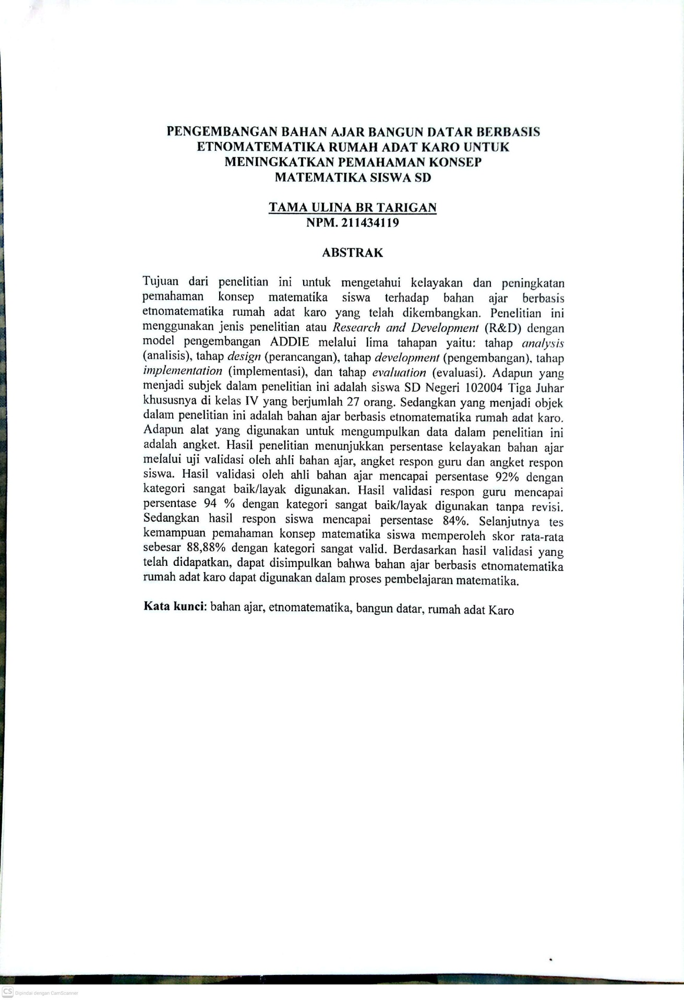 PENGEMBANGAN BAHAN AJAR BANGUN DATAR BERBASIS
ETNOMATEMATIKA RUMAH ADAT KARO UNTUK
MENINGKATKAN PEMAHAMAN KONSEP
MATEMATIKA SISWA SD
TAMA ULINA BR TARIGAN
NPM. 211434119
ABSTRAK
Tujuan dari penelitian ini untuk mengetahui kelayakan dan peningkatan
pemahaman konsep matematika siswa terhadap bahan ajar berbasis
etnomatematika rumah adat karo yang telah dikembangkan. Penelitian ini
menggunakan jenis penelitian atau Research and Development (R&D) dengan
model pengembangan ADDIE melalui lima tahapan yaitu: tahap analysis
(analisis), tahap design (perancangan), tahap development (pengembangan), tahap
implementation (implementasi), dan tahap evaluation (evaluasi). Adapun yang
menjadi subjek dalam penelitian ini adalah siswa SD Negeri 102004 Tiga Juhar
khususnya di kelas IV yang berjumlah 27 orang. Sedangkan yang menjadi objek
dalam penelitian ini adalah bahan ajar berbasis etnomatematika rumah adat karo.
Adapun alat yang digunakan untuk mengumpulkan data dalam penelitian ini
adalah angket. Hasil penelitian menunjukkan persentase kelayakan bahan ajar
melalui uji validasi oleh ahli bahan ajar, angket respon guru dan angket respon
siswa. Hasil validasi oleh ahli bahan ajar mencapai persentase 92% dengan
kategori sangat baik/layak digunakan. Hasil validasi respon guru mencapai
persentase 94 % dengan kategori sangat baik/layak digunakan tanpa revisi.
Sedangkan hasil respon siswa mencapai persentase 84%. Selanjutnya tes
kemampuan pemahaman konsep matematika siswa memperoleh skor rata-rata
sebesar 88,88% dengan kategori sangat valid. Berdasarkan hasil validasi yang
telah didapatkan, dapat disimpulkan bahwa bahan ajar berbasis etnomatematika
rumah adat karo dapat digunakan dalam proses pembelajaran matematika.
Kata kunci: bahan ajar, etnomatematika, bangun datar, rumah adat Karo
CS Dipindai dengan CamScanner